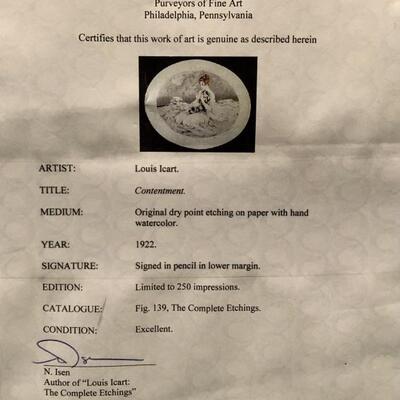 Purveyors of Fine Art
Philadelphia, Pennsylvania
Certifies that this work of art is genuine as described herein
ARTIST: Louis Icart.
TITLE: Contentment.
MEDIUM: Original dry point etching on paper with hand
watercolor.
YEAR: 1922.
SIGNATURE: Signed in pencil in lower margin.
EDITION: Limited to 250 impressions.
CATALOGUE: Fig. 139, The Complete Etchings.
CONDITION: Excellent.
N. Isen
Author of "Louis Icart:
The Complete Etchings"